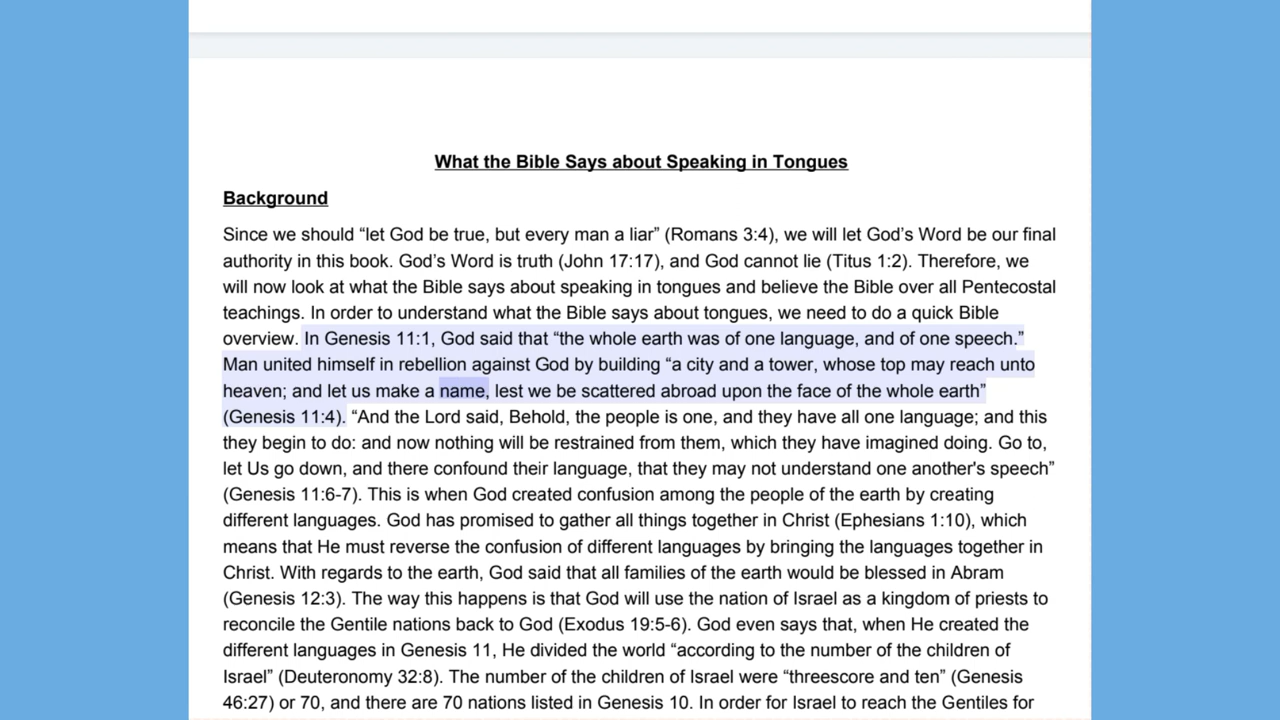 What the Bible Says about Speaking in Tongues
Background
Since we should “let God be true, but every man a liar” (Romans 3:4), we will let God’s Word be our final
authority in this book. God’s Word is truth (John 17:17), and God cannot lie (Titus 1:2). Therefore, we
will now look at what the Bible says about speaking in tongues and believe the Bible over all Pentecostal
teachings. In order to understand what the Bible says about tongues, we need to do a quick Bible
overview. In Genesis 11:1, God said that “the whole earth was of one language, and of one speech.”
Man united himself in rebellion against God by building “a city and a tower, whose top may reach unto
heaven; and let us make a name, lest we be scattered abroad upon the face of the whole earth”
(Genesis 11:4). “And the Lord said, Behold, the people is one, and they have all one language; and this
they begin to do: and now nothing will be restrained from them, which they have imagined doing. Go to,
let Us go down, and there confound their language, that they may not understand one another's speech”
(Genesis 11:6-7). This is when God created confusion among the people of the earth by creating
different languages. God has promised to gather all things together in Christ (Ephesians 1:10), which
means that He must reverse the confusion of different languages by bringing the languages together in
Christ. With regards to the earth, God said that all families of the earth would be blessed in Abram
(Genesis 12:3). The way this happens is that God will use the nation of Israel as a kingdom of priests to
reconcile the Gentile nations back to God (Exodus 19:5-6). God even says that, when He created the
different languages in Genesis 11, He divided the world “according to the number of the children of
Israel” (Deuteronomy 32:8). The number of the children of Israel were “threescore and ten” (Genesis
46:27) or 70, and there are 70 nations listed in Genesis 10. In order for Israel to reach the Gentiles for